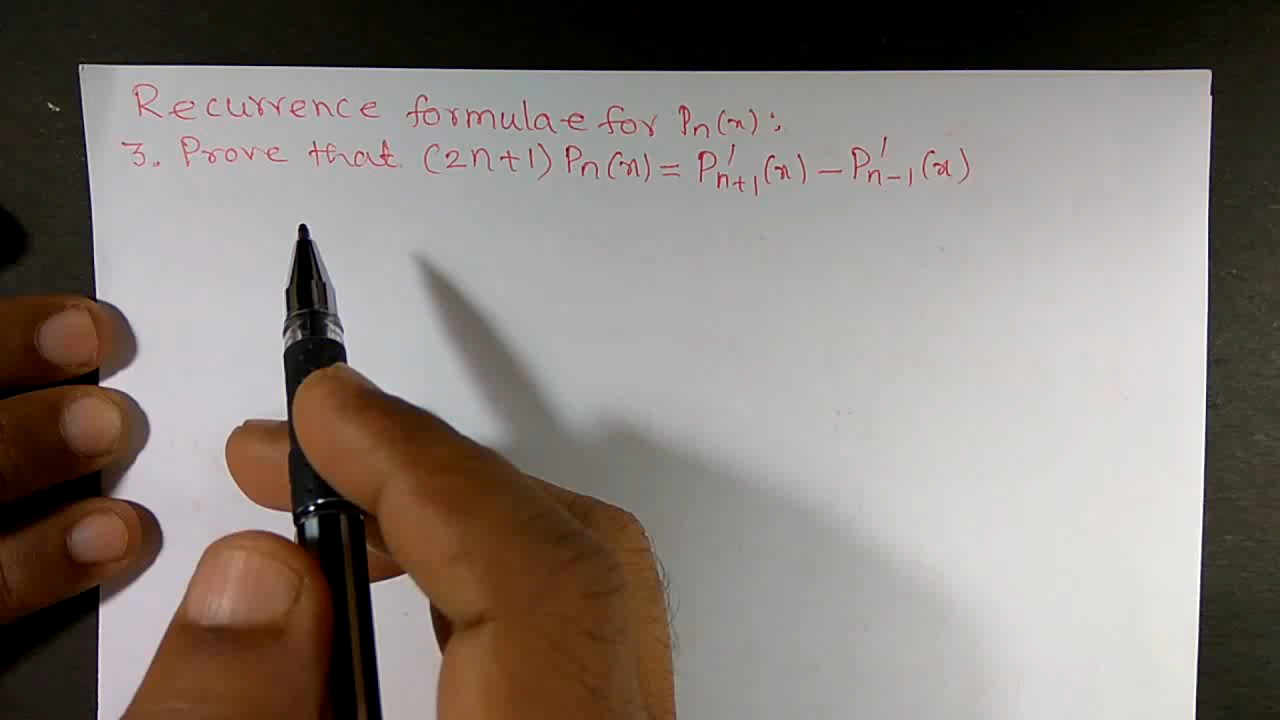 Recurrence formulae for Pn(x):
3. Prove that (2n+1) Pn(x) = P'n+1(x) - P'n-1(x)